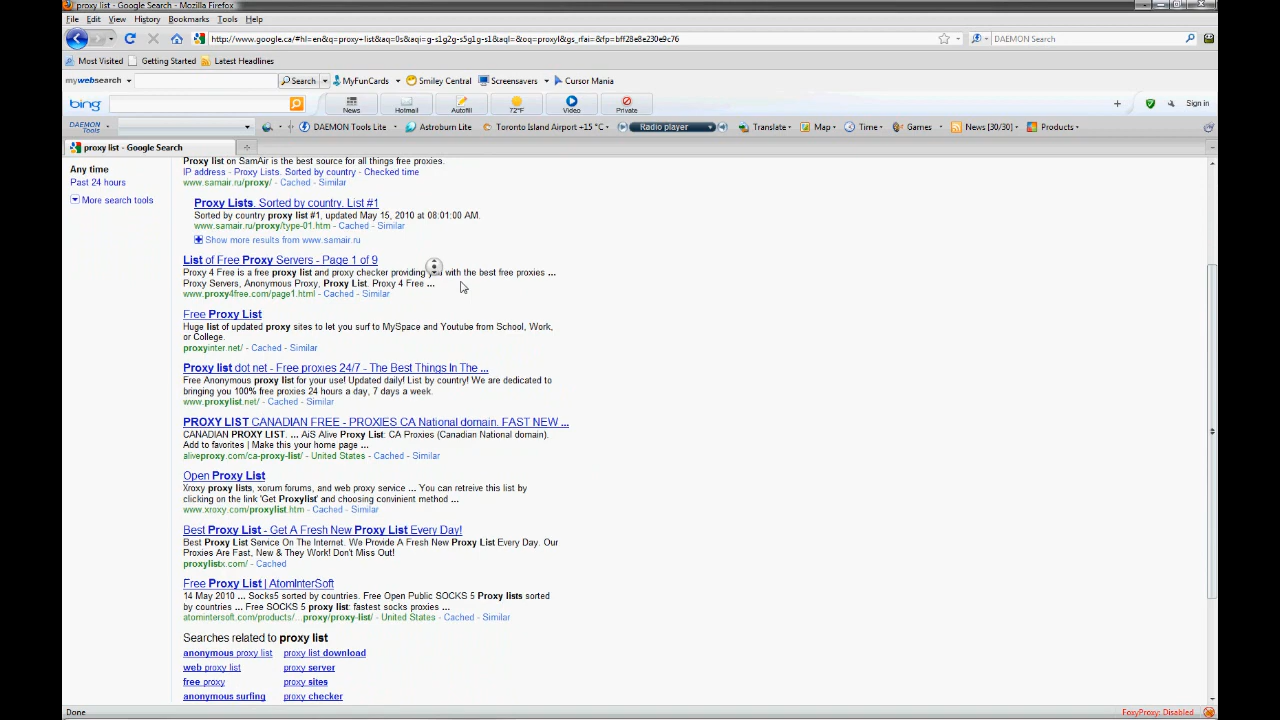 proxy list - Google Search - Mozilla Firefox
File Edit View History Bookmarks Tools Help
http://www.google.ca/#hl=en&q=proxy+list&aq=0s&aqi=g-s1g2g-s5g1g-s1&aql=&oq=proxyl&gs_rfai=&fp=bff28e8e230e9c76
DAEMON Search
Most Visited Getting Started Latest Headlines
mywebsearch Search MyFunCards Smiley Central Screensavers Cursor Mania
bing News Hotmail Autofill 72°F Video Private Sign in
DAEMON Tools DAEMON Tools Lite Astroburn Lite Toronto Island Airport +15 °C Radio player Translate Map Time Games News [30/30] Products
proxy list - Google Search
Any time
Past 24 hours
More search tools
Proxy list on SamAir is the best source for all things free proxies.
IP address - Proxy Lists. Sorted by country - Checked time
www.samair.ru/proxy/ - Cached - Similar
Proxy Lists. Sorted by country. List #1
Sorted by country proxy list #1, updated May 15, 2010 at 08:01:00 AM.
www.samair.ru/proxy/type-01.htm - Cached - Similar
Show more results from www.samair.ru
List of Free Proxy Servers - Page 1 of 9
Proxy 4 Free is a free proxy list and proxy checker providing you with the best free proxies ...
Proxy Servers, Anonymous Proxy, Proxy List. Proxy 4 Free ...
www.proxy4free.com/page1.html - Cached - Similar
Free Proxy List
Huge list of updated proxy sites to let you surf to MySpace and Youtube from School, Work,
or College.
proxyinter.net/ - Cached - Similar
Proxy list dot net - Free proxies 24/7 - The Best Things In The ...
Free Anonymous proxy list for your use! Updated daily! List by country! We are dedicated to
bringing you 100% free proxies 24 hours a day, 7 days a week.
www.proxylist.net/ - Cached - Similar
PROXY LIST CANADIAN FREE - PROXIES CA National domain. FAST NEW ...
CANADIAN PROXY LIST. ... AiS Alive Proxy List: CA Proxies (Canadian National domain).
Add to favorites | Make this your home page ...
aliveproxy.com/ca-proxy-list/ - United States - Cached - Similar
Open Proxy List
Xroxy proxy lists, xorum forums, and web proxy service ... You can retreive this list by
clicking on the link 'Get Proxylist' and choosing convinient method ...
www.xroxy.com/proxylist.htm - Cached - Similar
Best Proxy List - Get A Fresh New Proxy List Every Day!
Best Proxy List Service On The Internet. We Provide A Fresh New Proxy List Every Day. Our
Proxies Are Fast, New & They Work! Don't Miss Out!
proxylistx.com/ - Cached
Free Proxy List | AtomInterSoft
14 May 2010 ... Socks5 sorted by countries. Free Open Public SOCKS 5 Proxy lists sorted
by countries ... Free SOCKS 5 proxy list: fastest socks proxies ...
atomintersoft.com/products/...proxy/proxy-list/ - United States - Cached - Similar
Searches related to proxy list
anonymous proxy list proxy list download
web proxy list proxy server
free proxy proxy sites
anonymous surfing proxy checker
Done FoxyProxy: Disabled